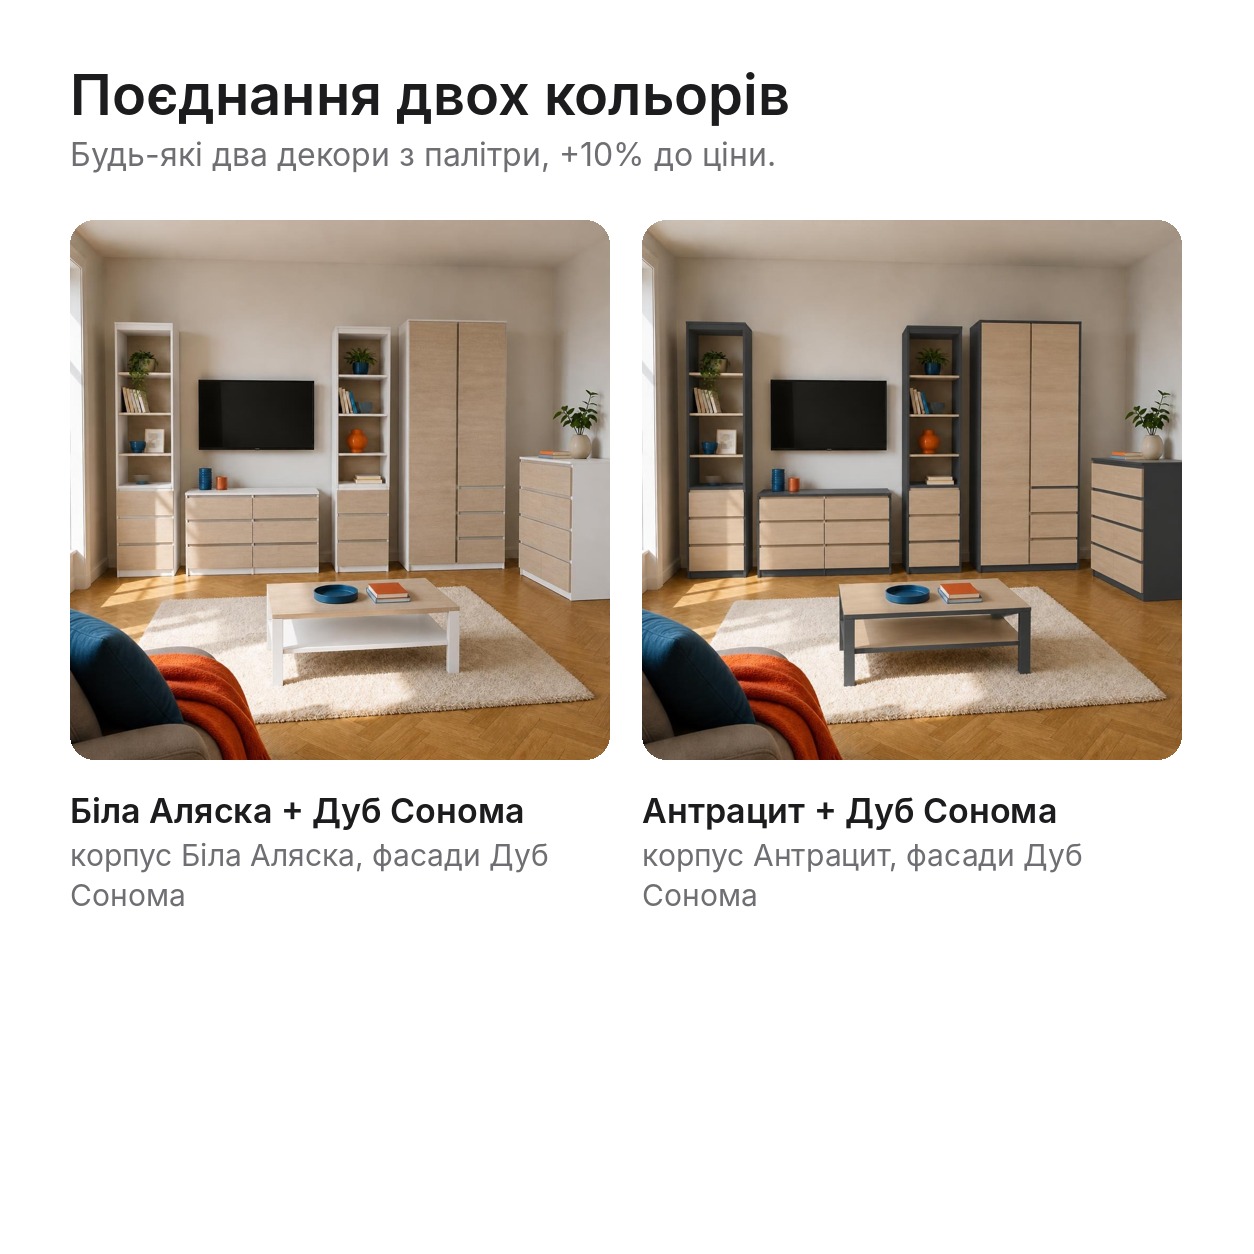 Поєднання двох кольорів
Будь-які два декори з палітри, +10% до ціни.
Біла Аляска + Дуб Сонома
корпус Біла Аляска, фасади Дуб
Сонома
Антрацит + Дуб Сонома
корпус Антрацит, фасади Дуб
Сонома